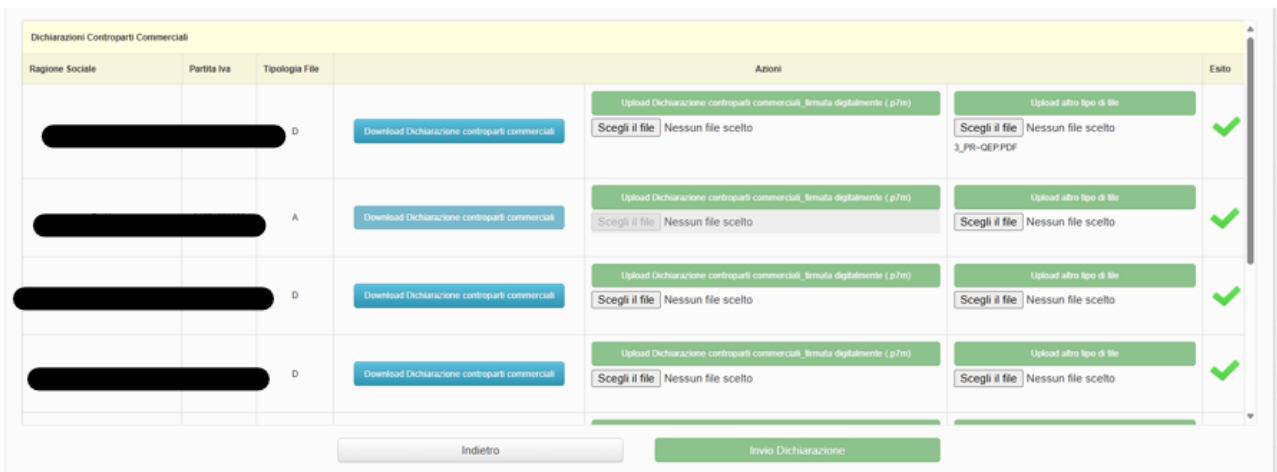 Dichiarazioni Controparti Commerciali
Ragione Sociale Partita Iva Tipologia File Azioni Esito
D Download Dichiarazione controparti commerciali
Upload Dichiarazione controparti commerciali_firmata digitalmente (.p7m)
Scegli il file Nessun file scelto
Upload altro tipo di file
Scegli il file Nessun file scelto
3_PR-QEP.PDF
A Download Dichiarazione controparti commerciali
Upload Dichiarazione controparti commerciali_firmata digitalmente (.p7m)
Scegli il file Nessun file scelto
Upload altro tipo di file
Scegli il file Nessun file scelto
D Download Dichiarazione controparti commerciali
Upload Dichiarazione controparti commerciali_firmata digitalmente (.p7m)
Scegli il file Nessun file scelto
Upload altro tipo di file
Scegli il file Nessun file scelto
D Download Dichiarazione controparti commerciali
Upload Dichiarazione controparti commerciali_firmata digitalmente (.p7m)
Scegli il file Nessun file scelto
Upload altro tipo di file
Scegli il file Nessun file scelto
Indietro Invio Dichiarazione